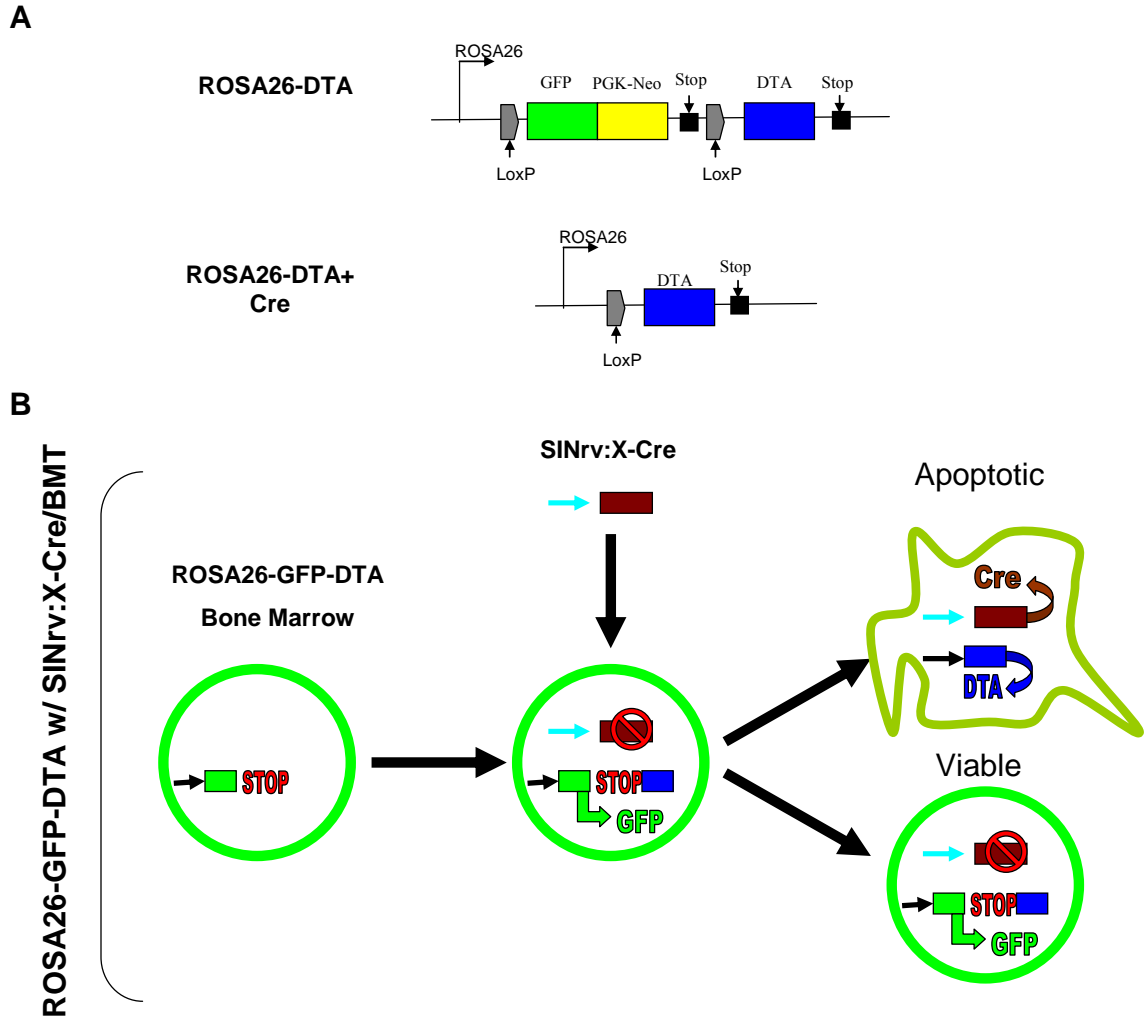 A
ROSA26
ROSA26-DTA
GFP PGK-Neo Stop DTA Stop
LoxP LoxP
ROSA26
ROSA26-DTA+
Cre
DTA Stop
LoxP
B
ROSA26-GFP-DTA w/ SINrv:X-Cre/BMT
SINrv:X-Cre
Apoptotic
ROSA26-GFP-DTA
Bone Marrow
Cre
DTA
STOP
STOP
GFP
Viable
STOP
GFP